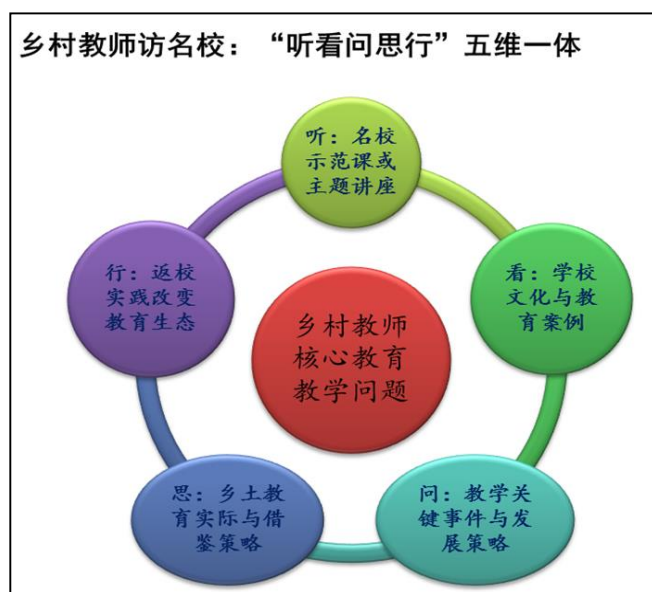 乡村教师访名校：“听看问思行”五维一体
听：名校
示范课或
主题讲座
看：学校
文化与教
育案例
问：教学关
键事件与发
展策略
思：乡土教
育实际与借
鉴策略
行：返校
实践改变
教育生态
乡村教师
核心教育
教学问题